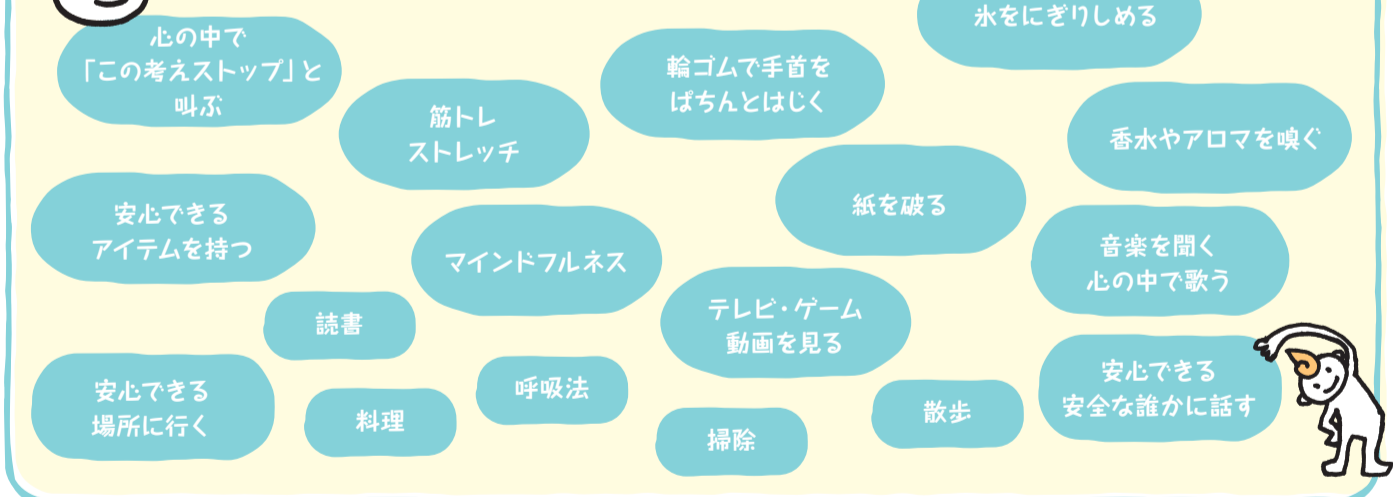 氷をにぎりしめる
心の中で
「この考えストップ」と
叫ぶ
輪ゴムで手首を
ぱちんとはじく
筋トレ
ストレッチ
香水やアロマを嗅ぐ
紙を破る
安心できる
アイテムを持つ
マインドフルネス
音楽を聞く
心の中で歌う
読書
テレビ・ゲーム
動画を見る
安心できる
場所に行く
料理
呼吸法
掃除
散歩
安心できる
安全な誰かに話す